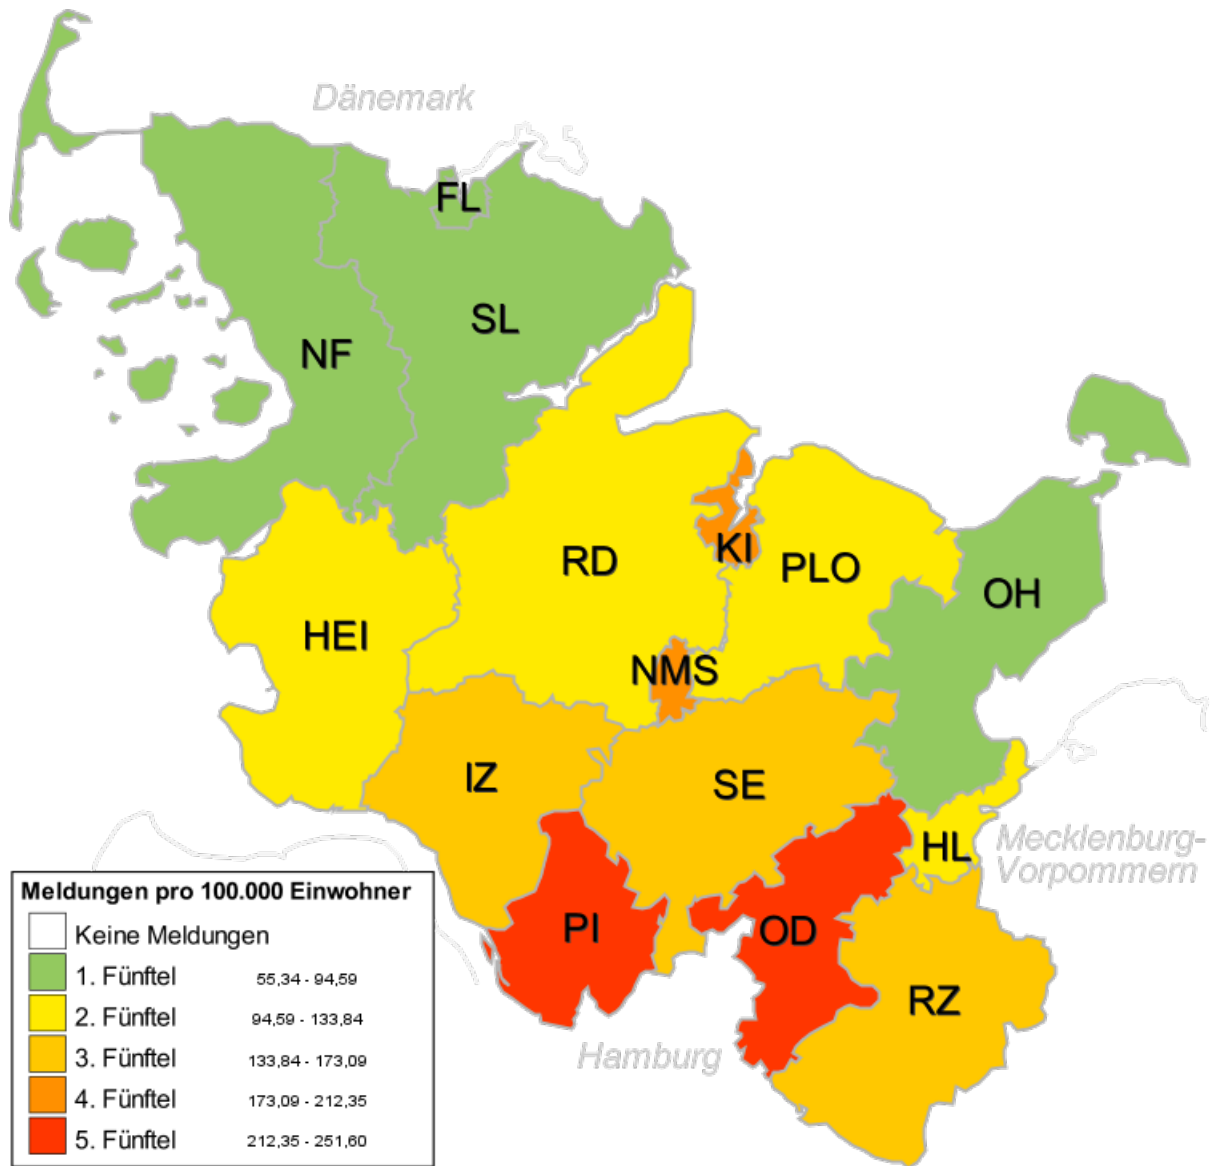 Dänemark
FL
SL
NF
RD
KI
PLO
OH
HEI
NMS
IZ
SE
HL
Mecklenburg-
Vorpommern
PI
OD
RZ
Hamburg
Meldungen pro 100.000 Einwohner
Keine Meldungen
1. Fünftel 55,34 - 94,59
2. Fünftel 94,59 - 133,84
3. Fünftel 133,84 - 173,09
4. Fünftel 173,09 - 212,35
5. Fünftel 212,35 - 251,60